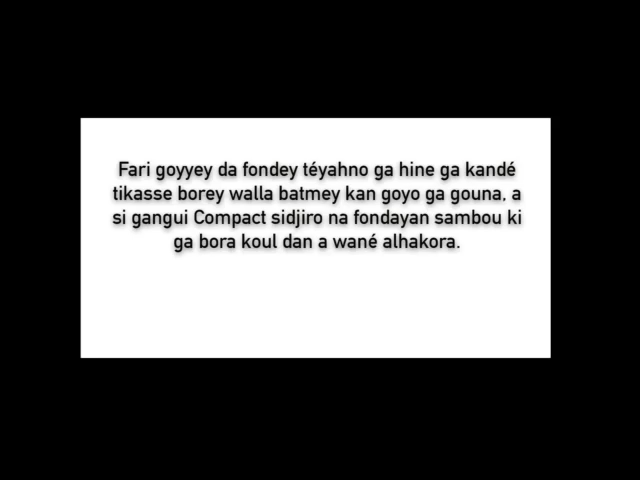 Fari goyyey da fondey téyahno ga hine ga kandé
tikasse borey walla batmey kan goyo ga gouna, a
si gangui Compact sidjiro na fondayan sambou ki
ga bora koul dan a wané alhakora.